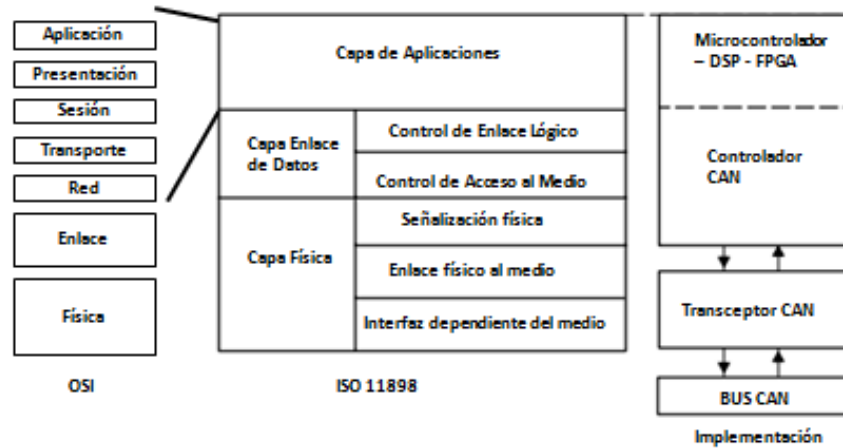 Aplicación
Presentación
Sesión
Transporte
Red
Enlace
Física
OSI
Capa de Aplicaciones
Capa Enlace
de Datos
Control de Enlace Lógico
Control de Acceso al Medio
Capa Física
Señalización física
Enlace físico al medio
Interfaz dependiente del medio
ISO 11898
Microcontrolador
– DSP - FPGA
Controlador
CAN
Transceptor CAN
BUS CAN
Implementación